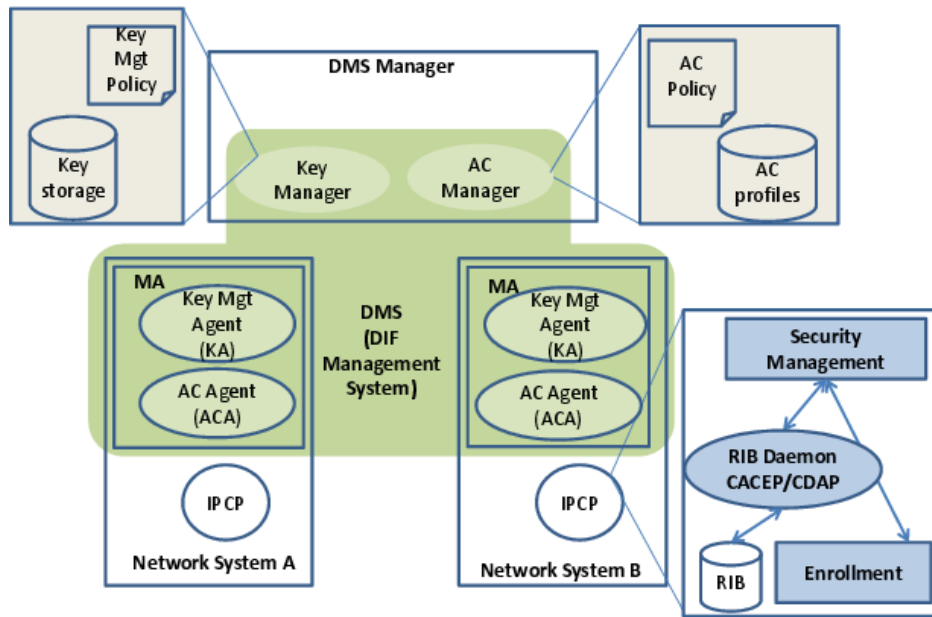 Key
Mgt
Policy
Key
storage
DMS Manager
Key
Manager
AC
Manager
AC
Policy
AC
profiles
MA
Key Mgt
Agent
(KA)
AC Agent
(ACA)
IPCP
Network System A
DMS
(DIF
Management
System)
MA
Key Mgt
Agent
(KA)
AC Agent
(ACA)
IPCP
Network System B
Security
Management
RIB Daemon
CACEP/CDAP
RIB
Enrollment